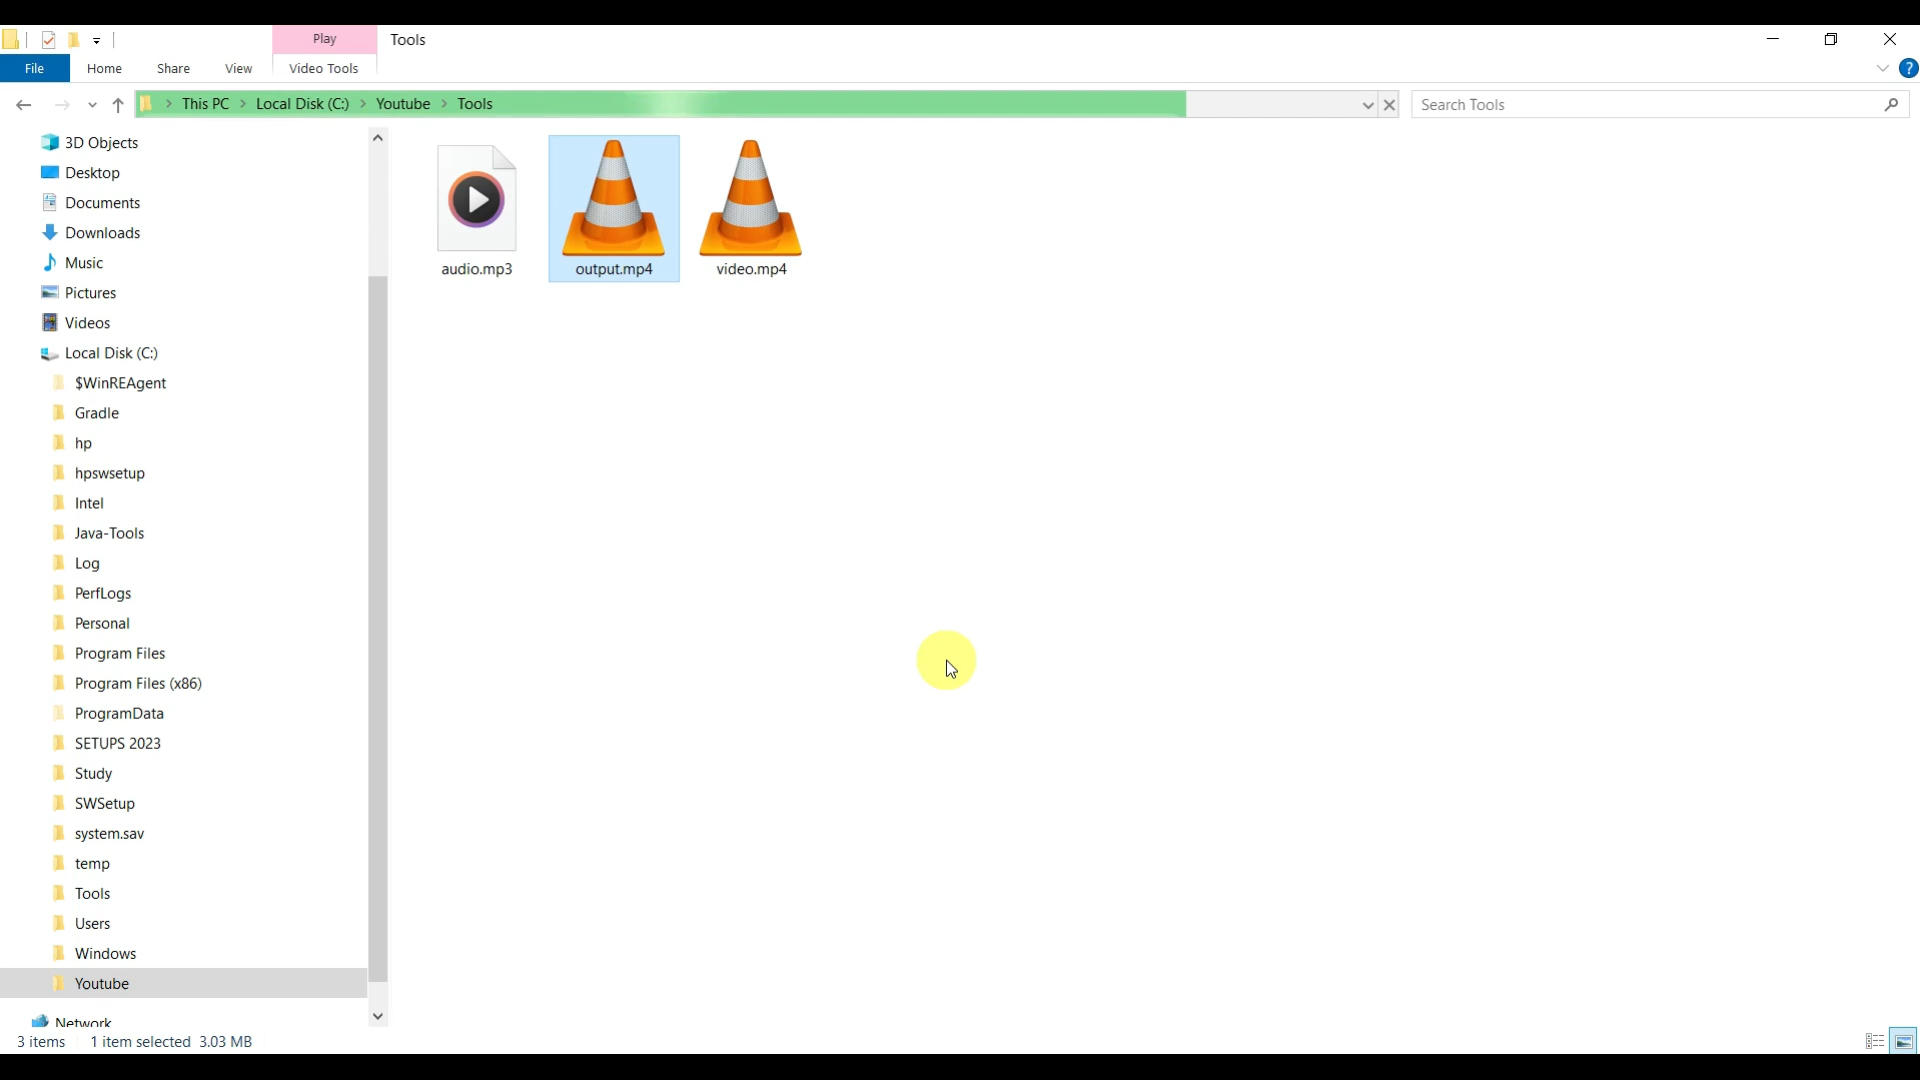 Play
Tools
File
Home
Share
View
Video Tools
This PC
Local Disk (C:)
Youtube
Tools
Search Tools
?
3D Objects
Desktop
Documents
Downloads
Music
Pictures
Videos
Local Disk (C:)
$WinREAgent
Gradle
hp
hpswsetup
Intel
Java-Tools
Log
PerfLogs
Personal
Program Files
Program Files (x86)
ProgramData
SETUPS 2023
Study
SWSetup
system.sav
temp
Tools
Users
Windows
Youtube
Network
audio.mp3
output.mp4
video.mp4
3 items
1 item selected 3.03 MB